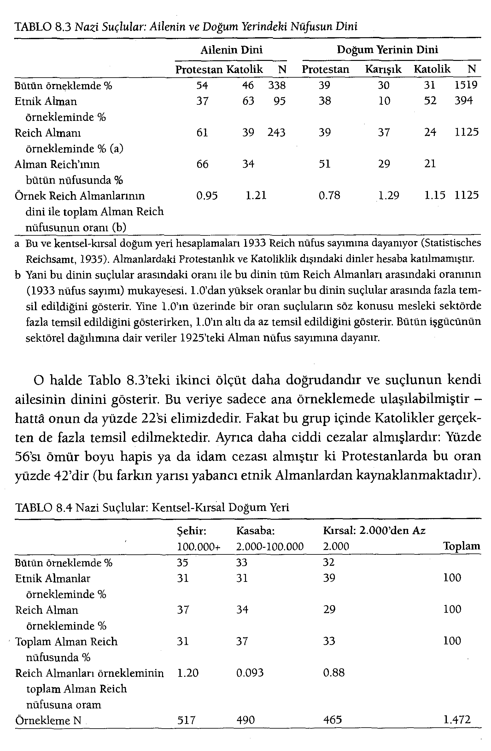 TABLO 8.3 Nazi Suçlular: Ailenin ve Doğum Yerindeki Nüfusun Dini
Ailenin Dini Doğum Yerinin Dini
Protestan Katolik N Protestan Karışık Katolik N
Bütün örneklemde % 54 46 338 39 30 31 1519
Etnik Alman 37 63 95 38 10 52 394
örnekleminde %
Reich Almanı 61 39 243 39 37 24 1125
örnekleminde % (a)
Alman Reich'ının 66 34 51 29 21
bütün nüfusunda %
Örnek Reich Almanlarının 0.95 1.21 0.78 1.29 1.15 1125
dini ile toplam Alman Reich
nüfusunun oranı (b)
a Bu ve kentsel-kırsal doğum yeri hesaplamaları 1933 Reich nüfus sayımına dayanıyor (Statistisches
Reichsamt, 1935). Almanlardaki Protestanlık ve Katoliklik dışındaki dinler hesaba katılmamıştır.
b Yani bu dinin suçlular arasındaki oranı ile bu dinin tüm Reich Almanları arasındaki oranının
(1933 nüfus sayımı) mukayesesi. 1.0'dan yüksek oranlar bu dinin suçlular arasında fazla tem-
sil edildiğini gösterir. Yine 1.0'ın üzerinde bir oran suçluların söz konusu mesleki sektörde
fazla temsil edildiğini gösterirken, 1.0'ın altı da az temsil edildiğini gösterir. Bütün işgücünün
sektörel dağılımına dair veriler 1925'teki Alman nüfus sayımına dayanır.
O halde Tablo 8.3'teki ikinci ölçüt daha doğrudandır ve suçlunun kendi
ailesinin dinini gösterir. Bu veriye sadece ana örneklemede ulaşılabilmiştir –
hattâ onun da yüzde 22'si elimizdedir. Fakat bu grup içinde Katolikler gerçek-
ten de fazla temsil edilmektedir. Ayrıca daha ciddi cezalar almışlardır: Yüzde
56'sı ömür boyu hapis ya da idam cezası almıştır ki Protestanlarda bu oran
yüzde 42'dir (bu farkın yarısı yabancı etnik Almanlardan kaynaklanmaktadır).
TABLO 8.4 Nazi Suçlular: Kentsel-Kırsal Doğum Yeri
Şehir: Kasaba: Kırsal: 2.000'den Az
100.000+ 2.000-100.000 2.000 Toplam
Bütün örneklemde % 35 33 32
Etnik Almanlar 31 31 39 100
örnekleminde %
Reich Alman 37 34 29 100
örnekleminde %
Toplam Alman Reich 31 37 33 100
nüfusunda %
Reich Almanları örnekleminin 1.20 0.093 0.88
toplam Alman Reich
nüfusuna oranı
Örnekleme N 517 490 465 1.472